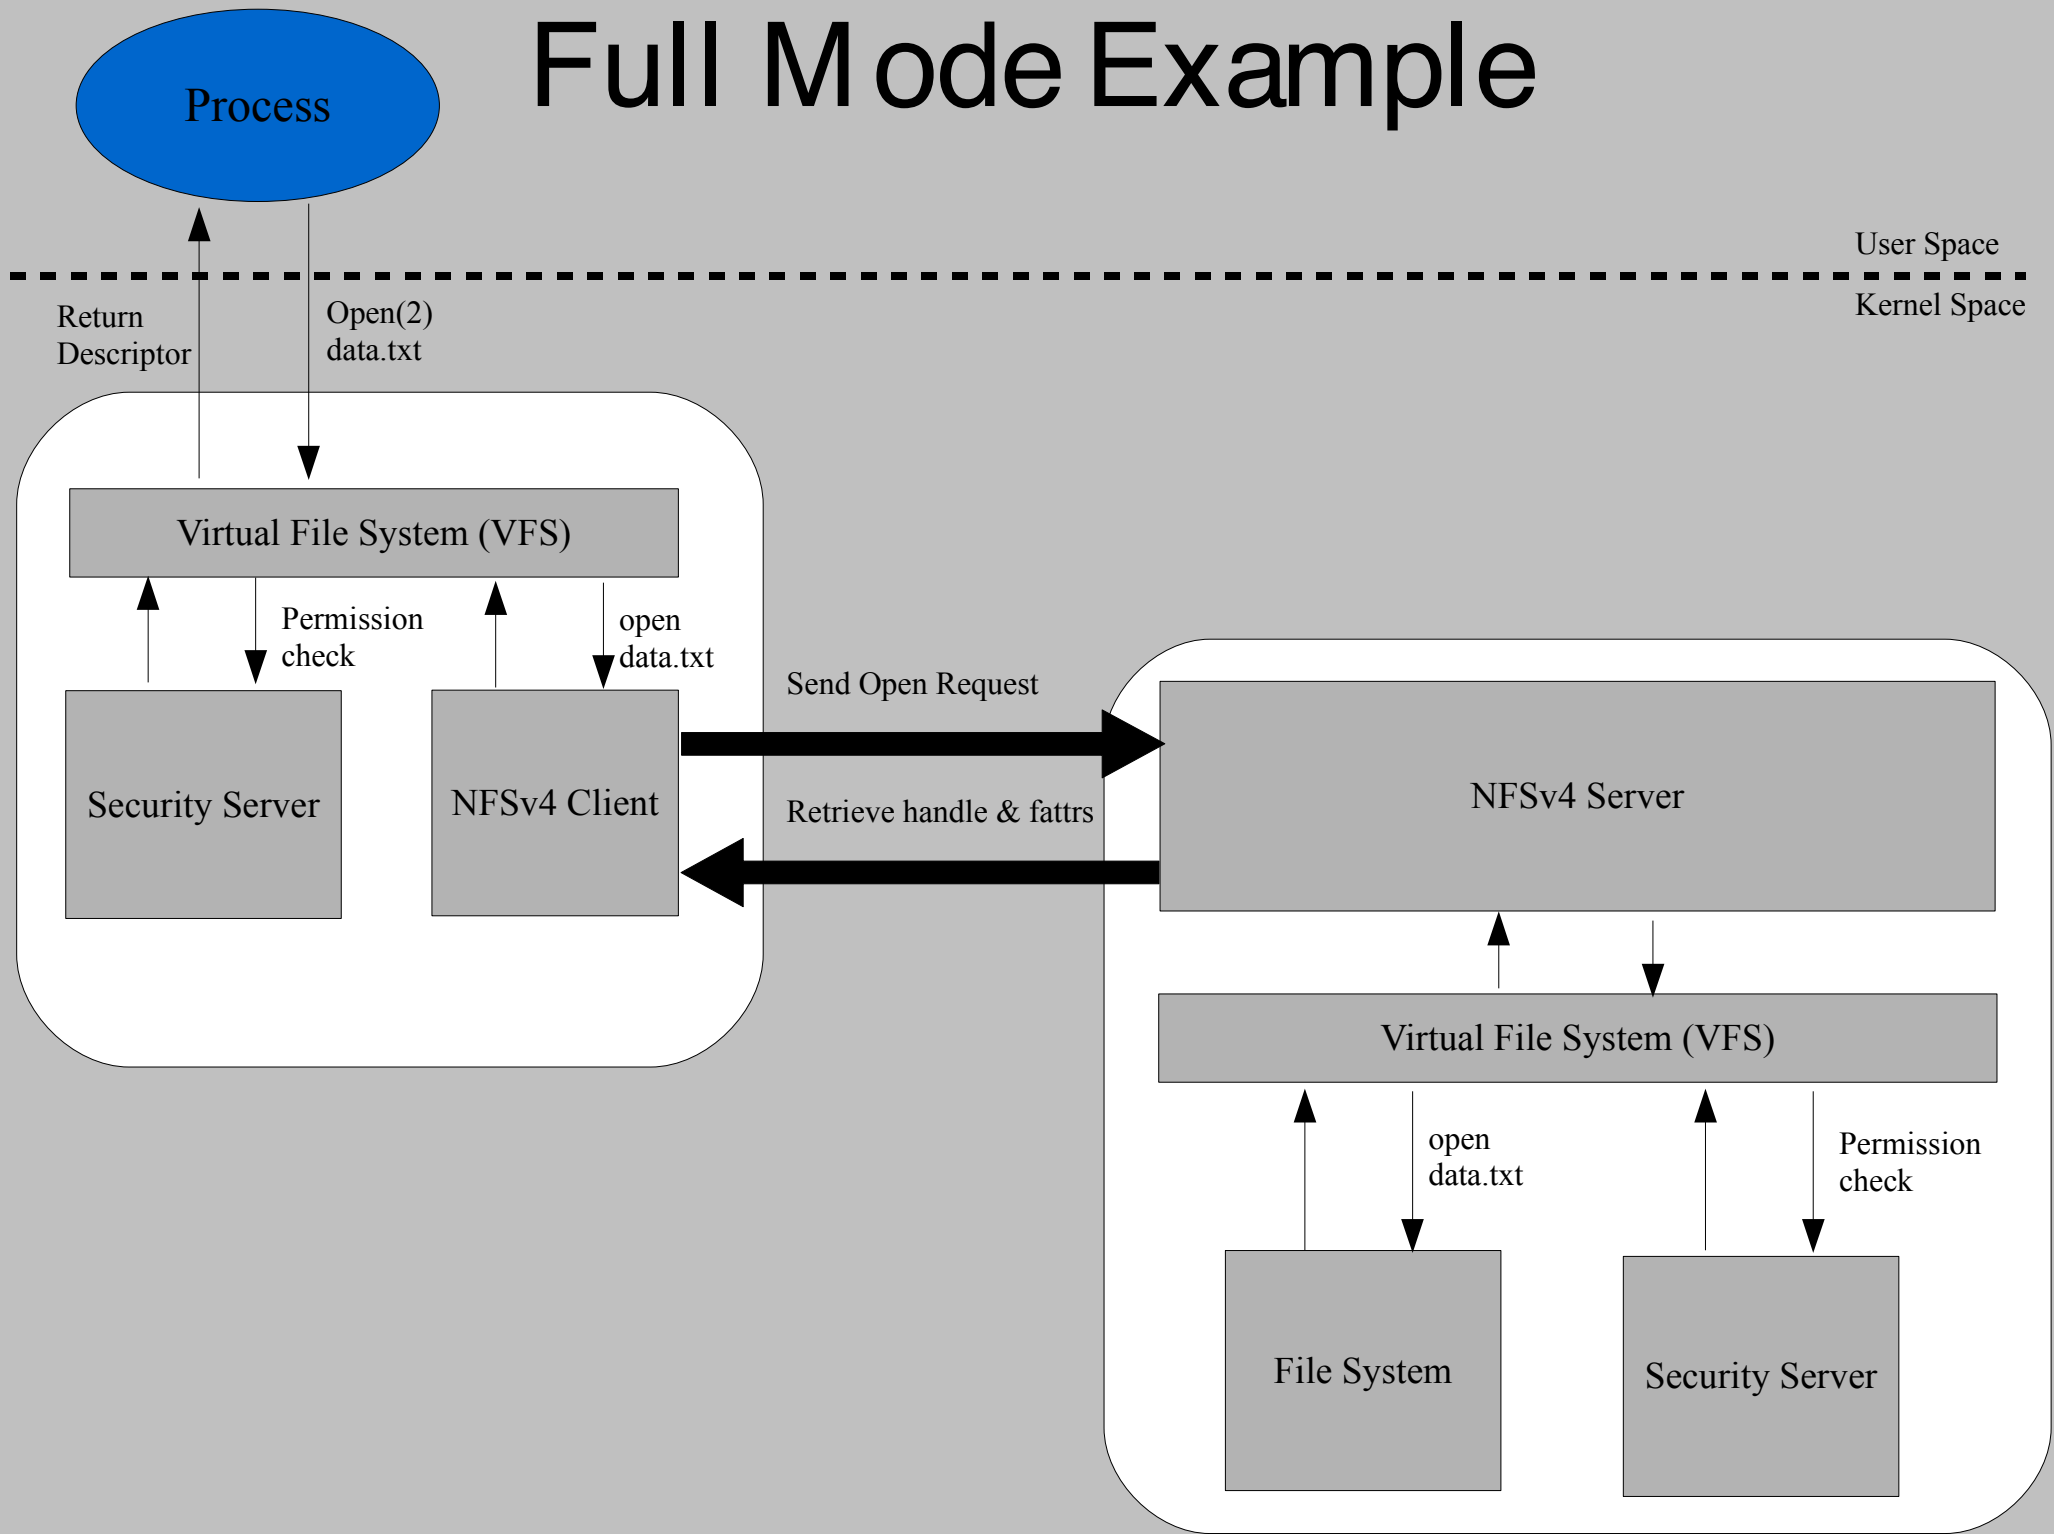 Full Mode Example
Process
User Space
Kernel Space
Return
Descriptor
Open(2)
data.txt
Virtual File System (VFS)
Permission
check
open
data.txt
Security Server
NFSv4 Client
Send Open Request
Retrieve handle & fattrs
NFSv4 Server
Virtual File System (VFS)
open
data.txt
Permission
check
File System
Security Server